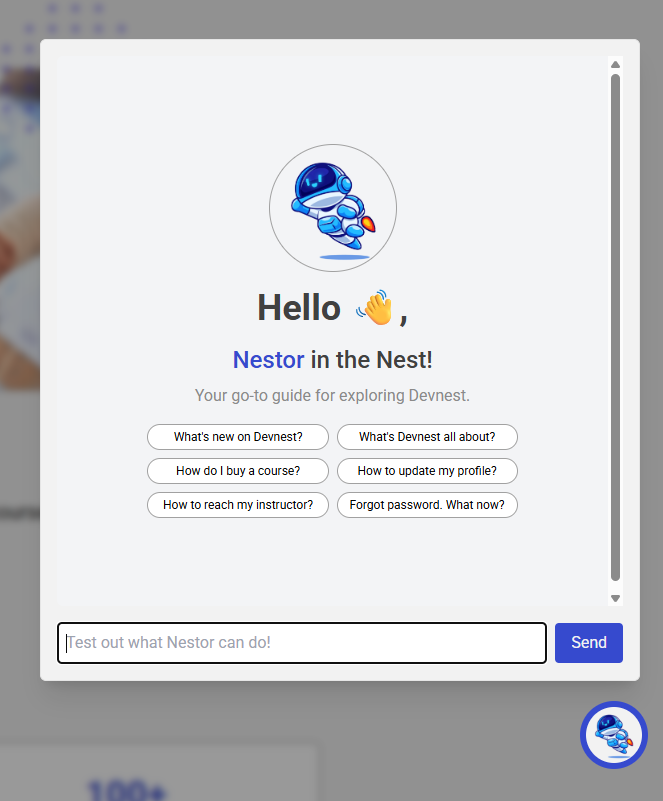 Hello 👋,
Nestor in the Nest!
Your go-to guide for exploring Devnest.
What's new on Devnest? What's Devnest all about?
How do I buy a course? How to update my profile?
How to reach my instructor? Forgot password. What now?
Test out what Nestor can do! Send
100+